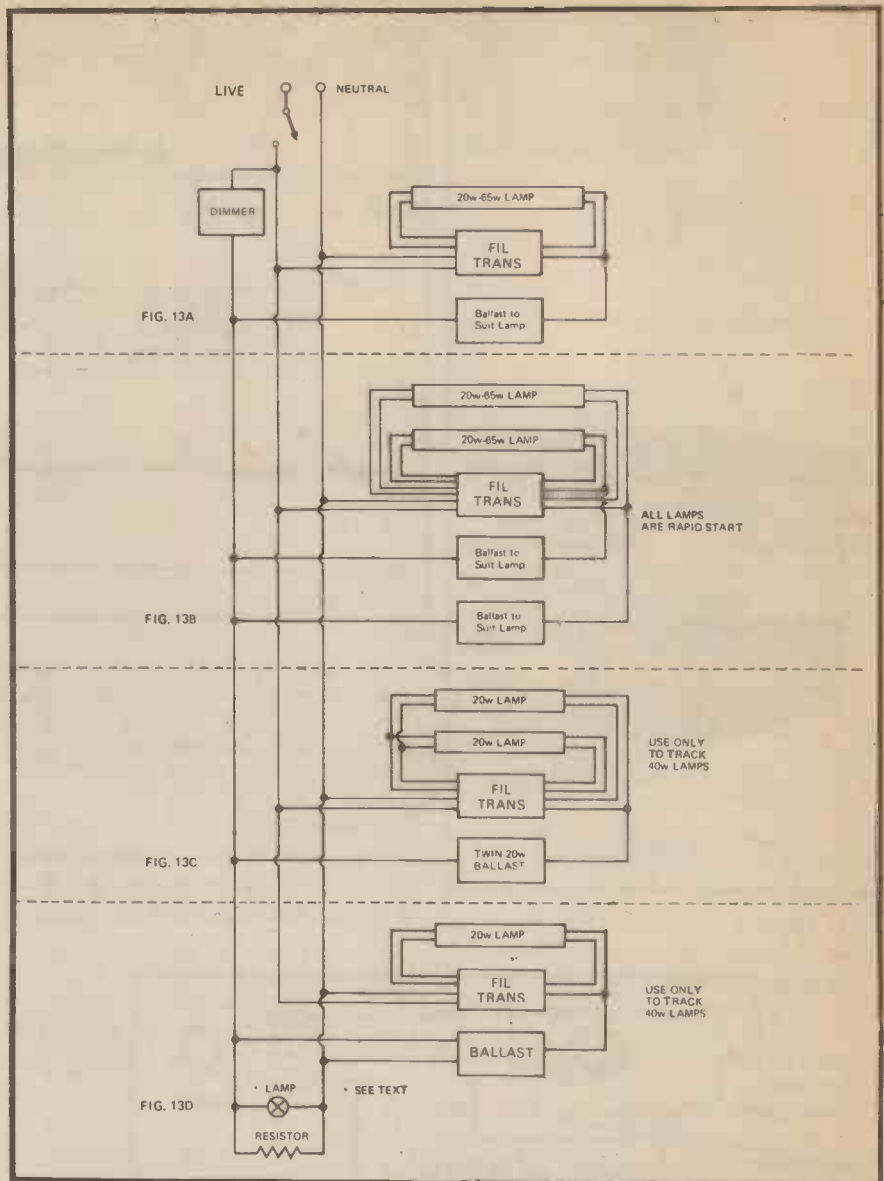 LIVE
NEUTRAL
DIMMER
20w-65w LAMP
FIL
TRANS
Ballast to
Suit Lamp
FIG. 13A
20w-65w LAMP
20w-65w LAMP
FIL
TRANS
ALL LAMPS
ARE RAPID START
Ballast to
Suit Lamp
Ballast to
Suit Lamp
FIG. 13B
20w LAMP
20w LAMP
USE ONLY
TO TRACK
40w LAMPS
FIL
TRANS
TWIN 20w
BALLAST
FIG. 13C
20w LAMP
FIL
TRANS
USE ONLY
TO TRACK
40w LAMPS
BALLAST
* LAMP
* SEE TEXT
FIG. 13D
RESISTOR